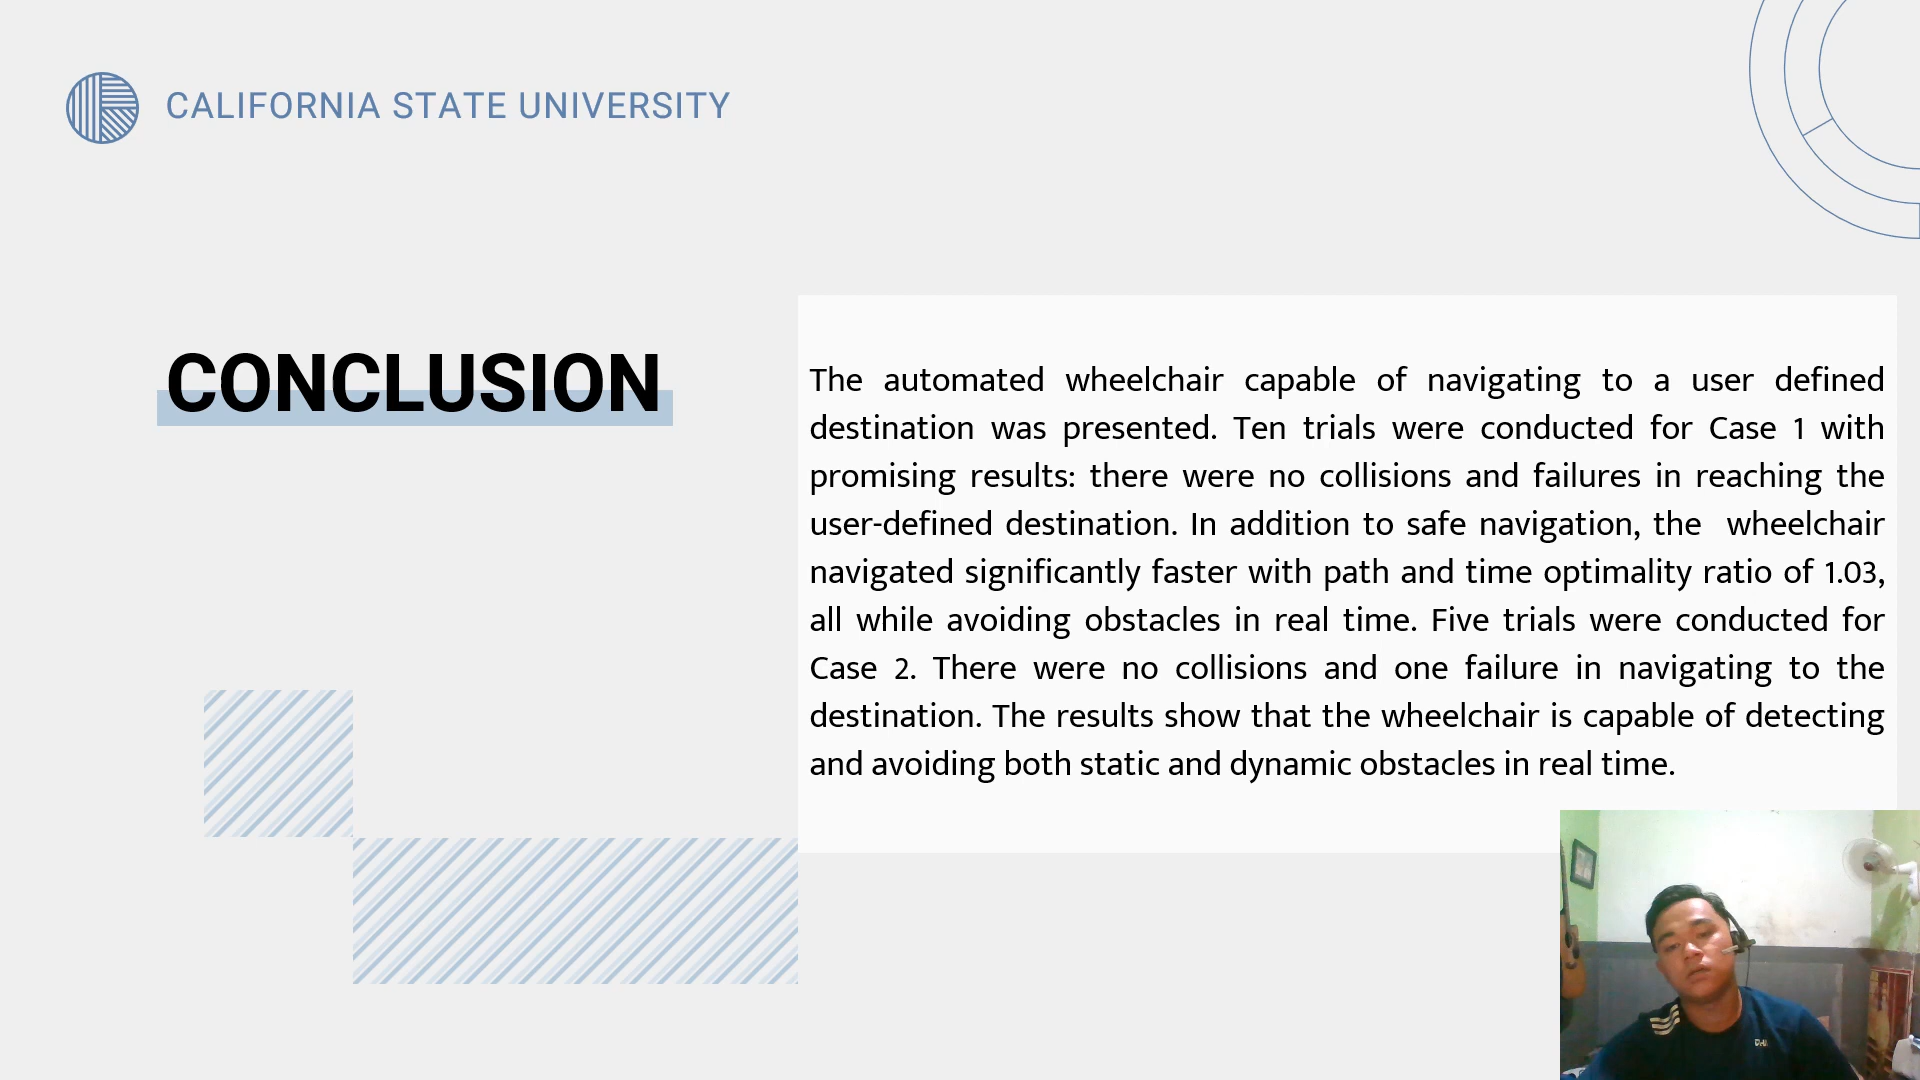 CALIFORNIA STATE UNIVERSITY
CONCLUSION
The automated wheelchair capable of navigating to a user defined
destination was presented. Ten trials were conducted for Case 1 with
promising results: there were no collisions and failures in reaching the
user-defined destination. In addition to safe navigation, the wheelchair
navigated significantly faster with path and time optimality ratio of 1.03,
all while avoiding obstacles in real time. Five trials were conducted for
Case 2. There were no collisions and one failure in navigating to the
destination. The results show that the wheelchair is capable of detecting
and avoiding both static and dynamic obstacles in real time.